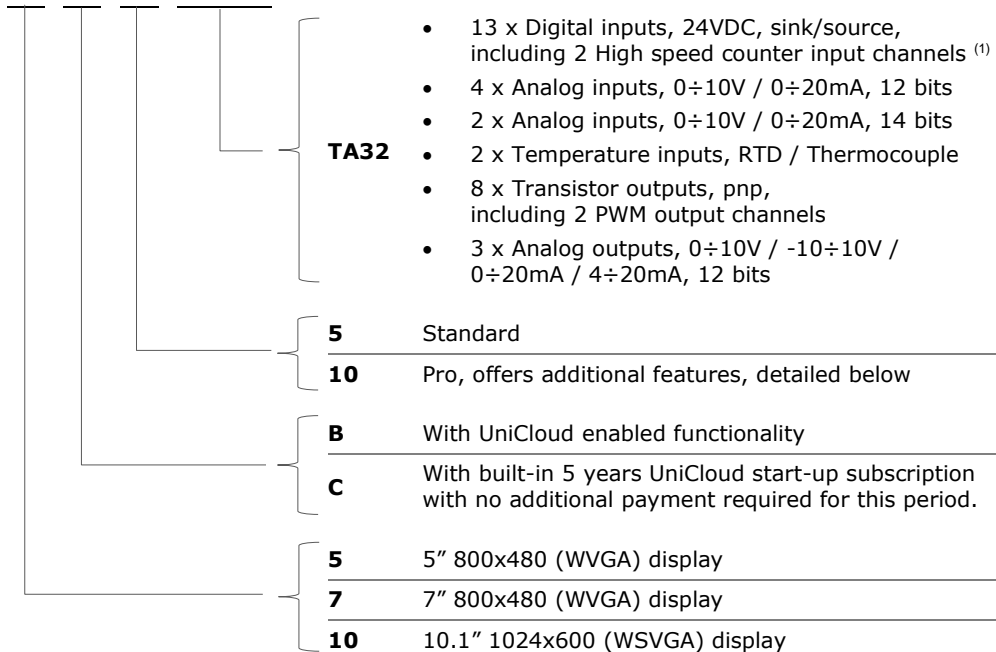 • 13 x Digital inputs, 24VDC, sink/source,
including 2 High speed counter input channels (1)
• 4 x Analog inputs, 0÷10V / 0÷20mA, 12 bits
• 2 x Analog inputs, 0÷10V / 0÷20mA, 14 bits
TA32 • 2 x Temperature inputs, RTD / Thermocouple
• 8 x Transistor outputs, pnp,
including 2 PWM output channels
• 3 x Analog outputs, 0÷10V / -10÷10V /
0÷20mA / 4÷20mA, 12 bits
5 Standard
10 Pro, offers additional features, detailed below
B With UniCloud enabled functionality
C With built-in 5 years UniCloud start-up subscription
with no additional payment required for this period.
5 5” 800x480 (WVGA) display
7 7” 800x480 (WVGA) display
10 10.1” 1024x600 (WSVGA) display